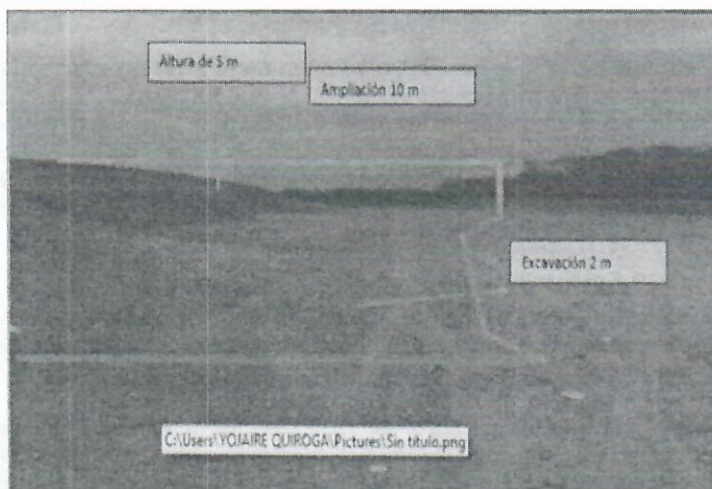 Altura de 5 m
Ampliación 10 m
Excavación 2 m
C:\Users\YOJAIRE QUIROGA\Pictures\Sin título.png